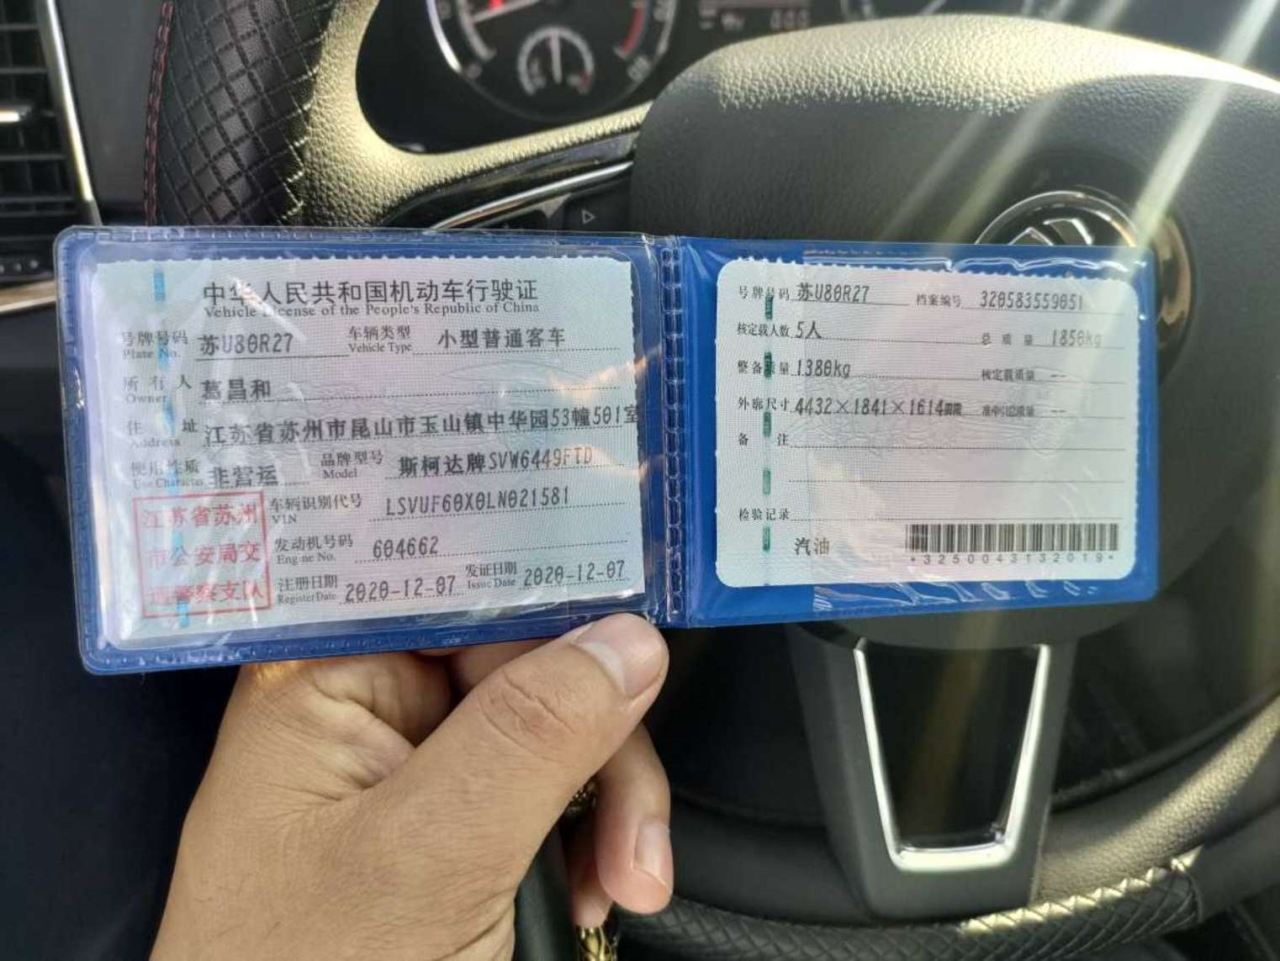 中华人民共和国机动车行驶证
Vehicle License of the People's Republic of China
号牌号码 苏U80R27 车辆类型 小型普通客车
Plate No. Vehicle Type
所有人 葛昌和
Owner
住址 江苏省苏州市昆山市玉山镇中华园53幢501室
Address
使用性质 非营运 品牌型号 斯柯达牌SVW6449FTD
Use Character Model
江苏省苏州市公安局交通警察支队
车辆识别代号 LSVUF60X0LN021581
VIN
发动机号码 604662
Engine No.
注册日期 2020-12-07 发证日期 2020-12-07
Register Date Issue Date
号牌号码 苏U80R27 档案编号 320583559051
核定载人数 5人 总质量 1850kg
整备质量 1380kg 核定载质量 --
外廓尺寸 4432×1841×1614mm 准牵引总质量 --
备注
检验记录
汽油
*3250043132019*